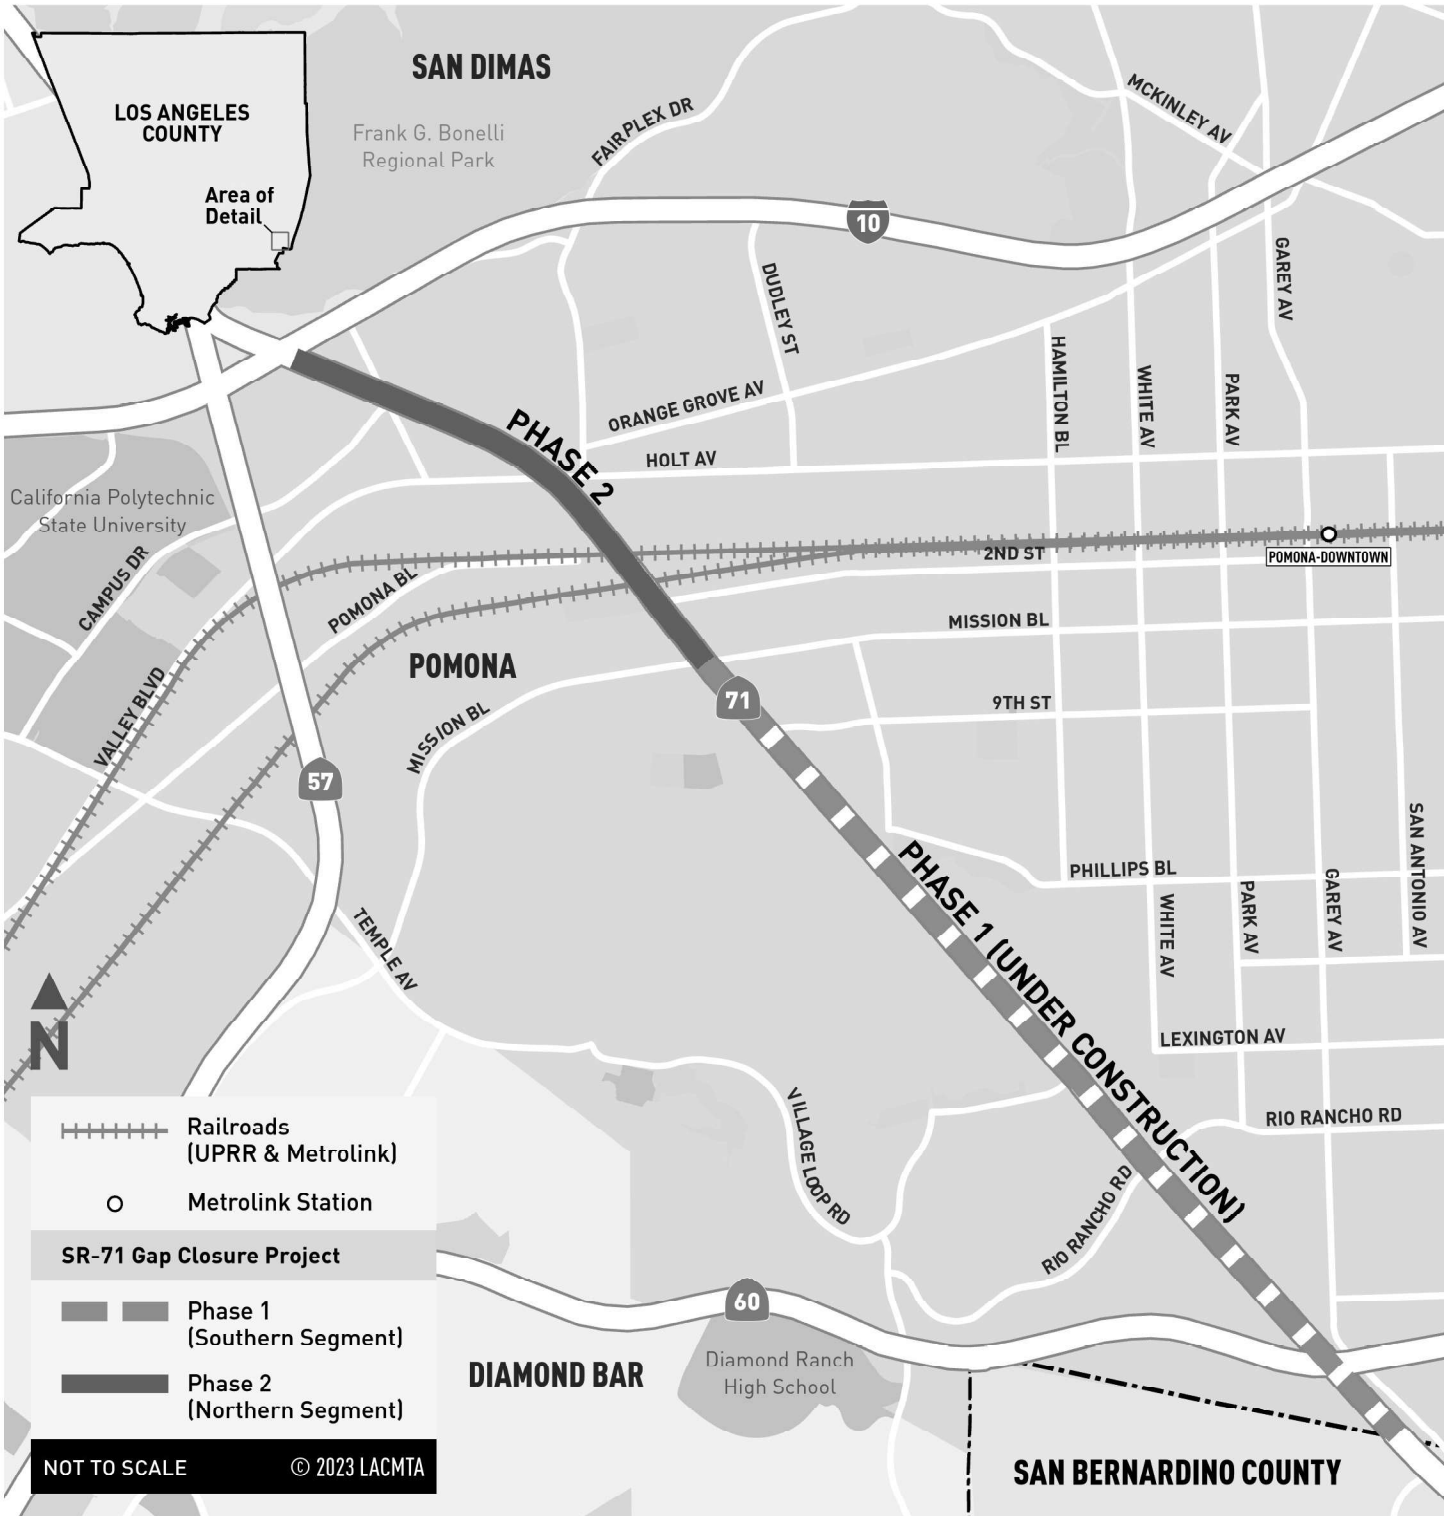 SAN DIMAS
LOS ANGELES
COUNTY
Frank G. Bonelli
Regional Park
Area of
Detail
FAIRPLEX DR
MCKINLEY AV
10
GAREY AV
DUDLEY ST
HAMILTON BL
WHITE AV
PARK AV
ORANGE GROVE AV
PHASE 2
HOLT AV
California Polytechnic
State University
CAMPUS DR
POMONA BL
2ND ST
POMONA-DOWNTOWN
MISSION BL
POMONA
VALLEY BLVD
MISSION BL
71
9TH ST
57
SAN ANTONIO AV
PHASE 1 (UNDER CONSTRUCTION)
PHILLIPS BL
WHITE AV
PARK AV
GAREY AV
TEMPLE AV
N
LEXINGTON AV
VILLAGE LOOP RD
RIO RANCHO RD
RIO RANCHO RD
Railroads
(UPRR & Metrolink)
Metrolink Station
SR-71 Gap Closure Project
Phase 1
(Southern Segment)
Phase 2
(Northern Segment)
NOT TO SCALE
© 2023 LACMTA
60
DIAMOND BAR
Diamond Ranch
High School
SAN BERNARDINO COUNTY